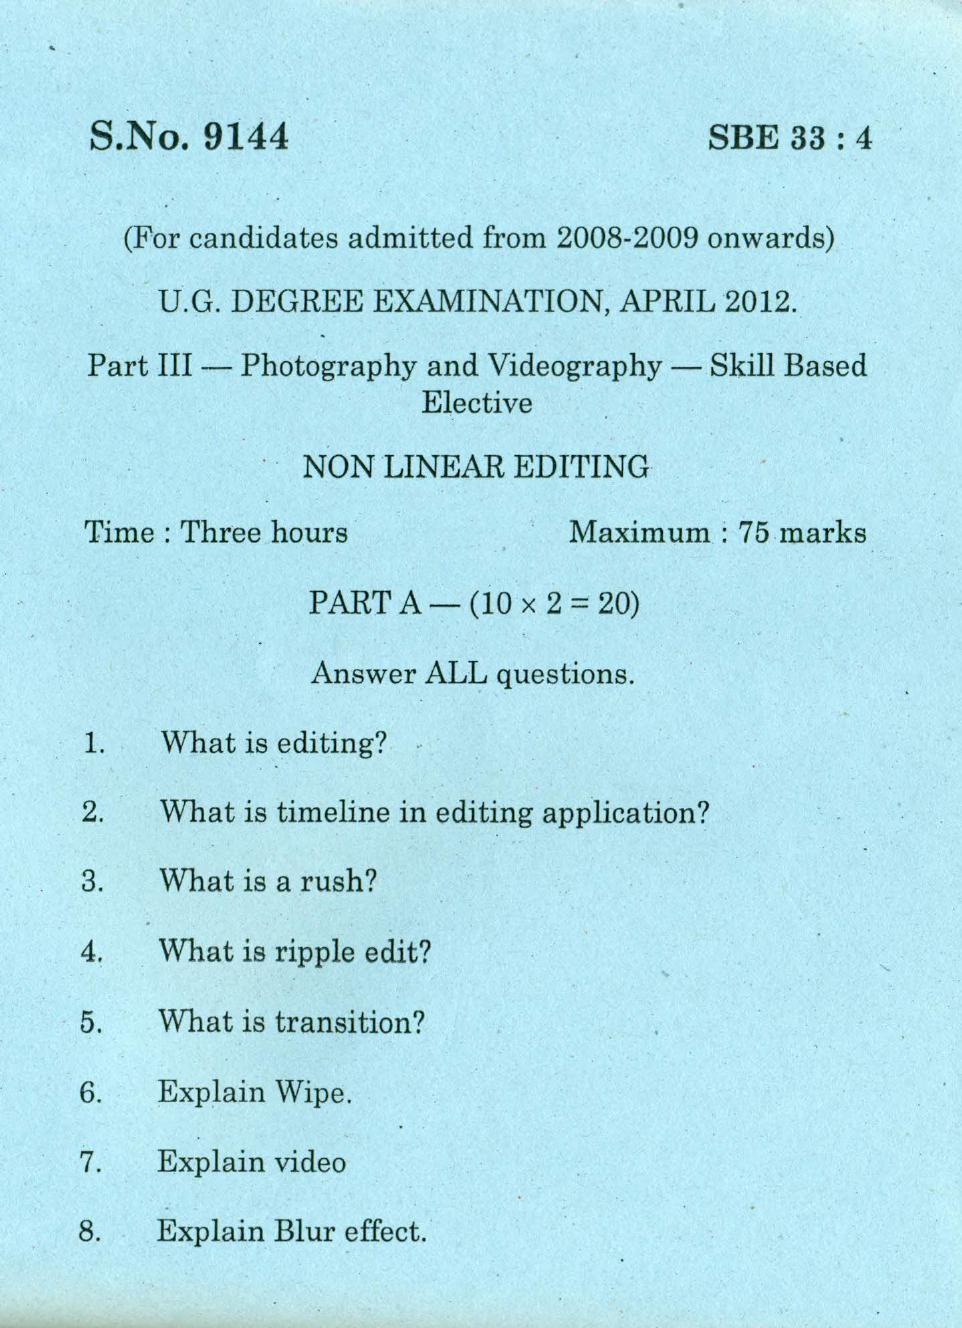 S.No. 9144 SBE 33 : 4
(For candidates admitted from 2008-2009 onwards)
U.G. DEGREE EXAMINATION, APRIL 2012.
Part III — Photography and Videography — Skill Based
Elective
NON LINEAR EDITING
Time : Three hours Maximum : 75 marks
PART A — (10 × 2 = 20)
Answer ALL questions.
1. What is editing?
2. What is timeline in editing application?
3. What is a rush?
4. What is ripple edit?
5. What is transition?
6. Explain Wipe.
7. Explain video
8. Explain Blur effect.